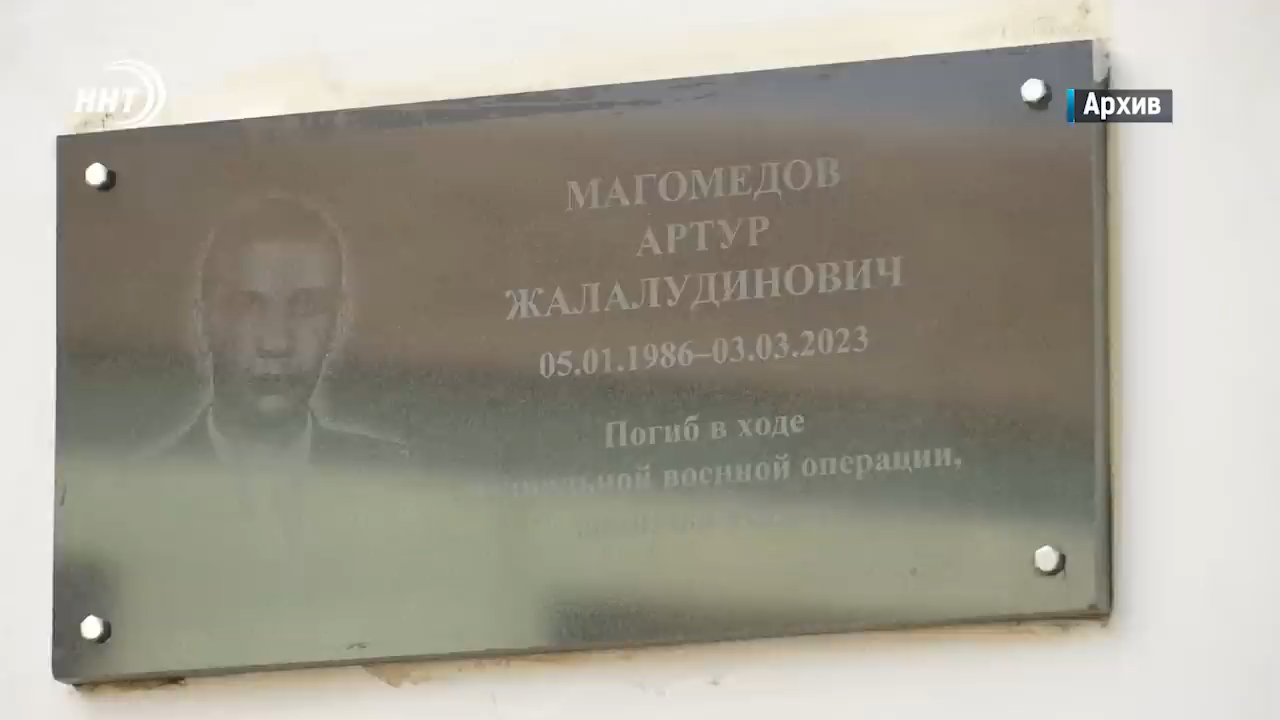 ННТ
Архив
МАГОМЕДОВ
АРТУР
ЖАЛАЛУДИНОВИЧ
05.01.1986–03.03.2023
Погиб в ходе
военной операции,